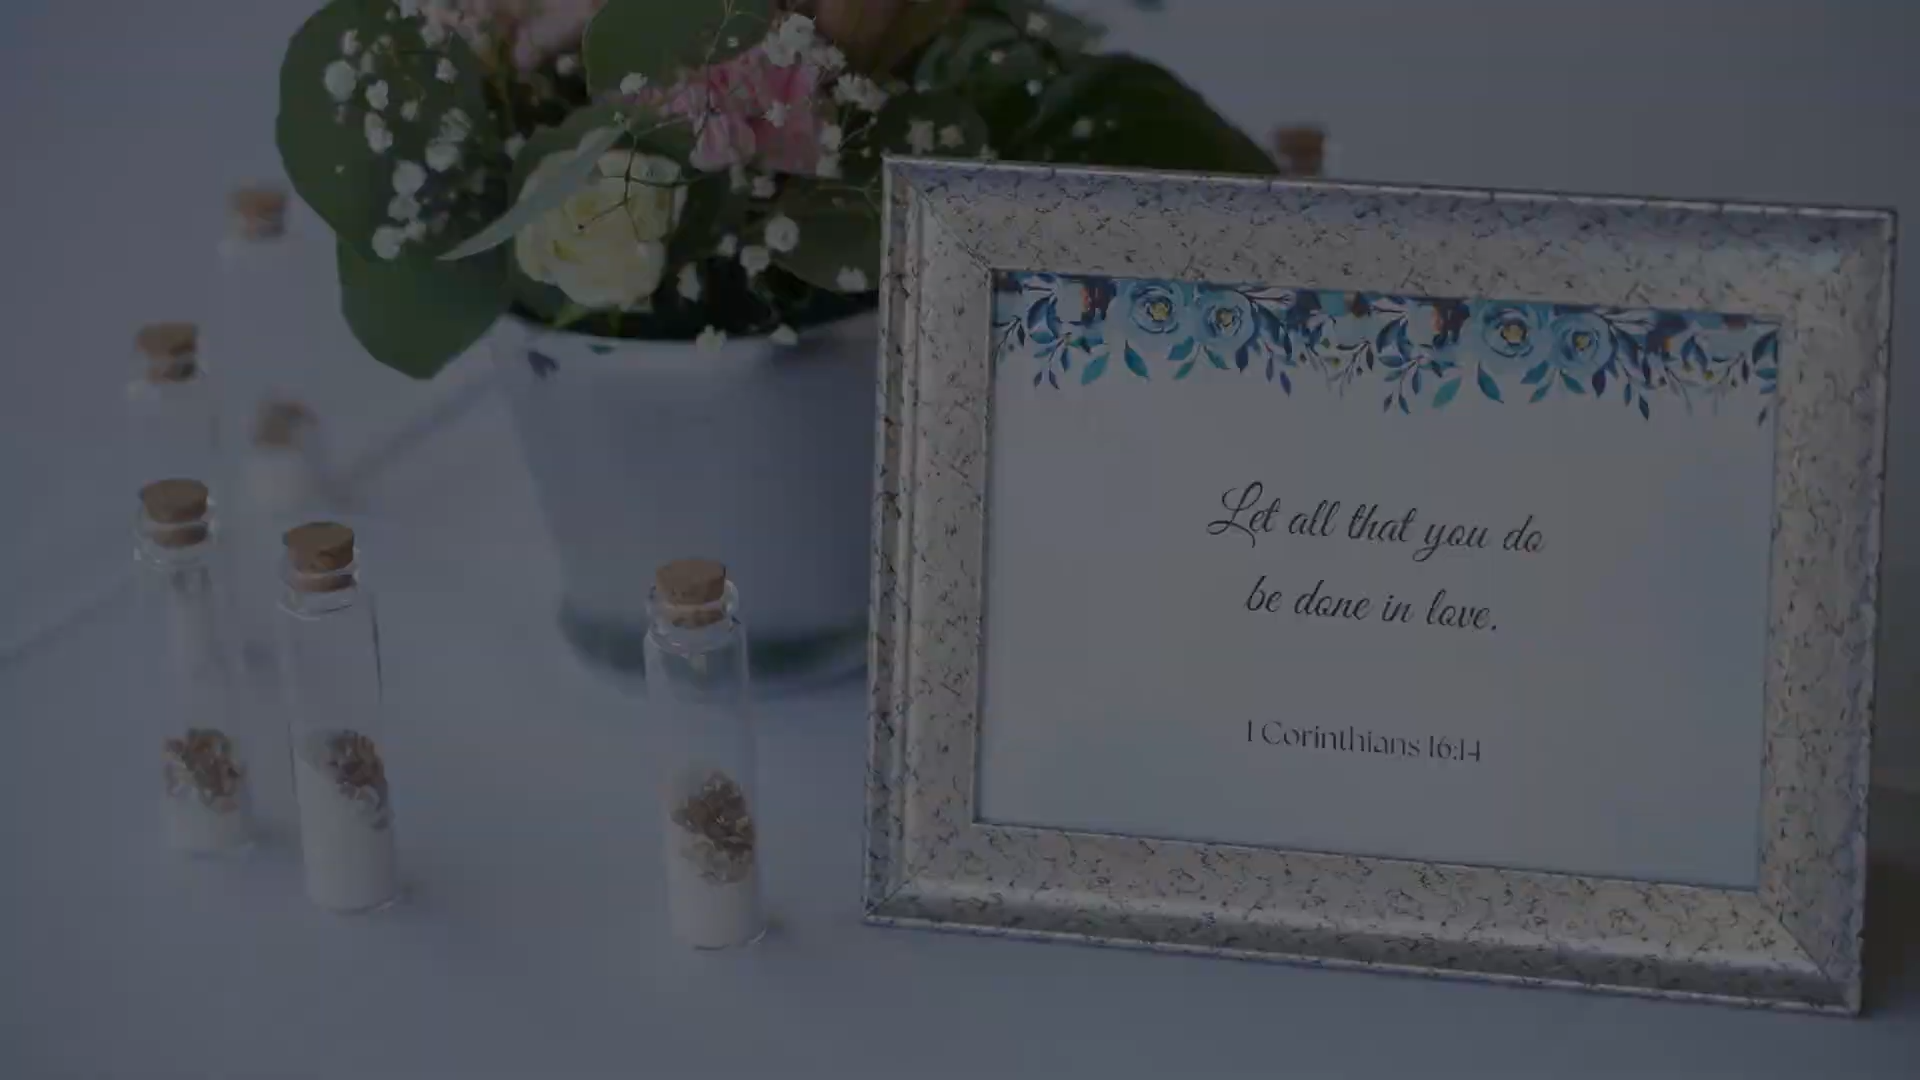 Let all that you do
be done in love.
1 Corinthians 16:14